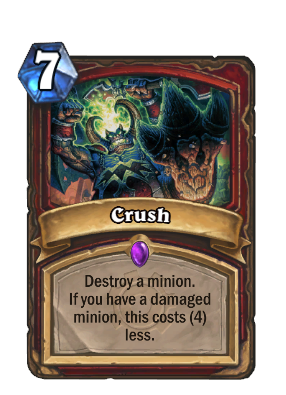 7
Crush
Destroy a minion.
If you have a damaged
minion, this costs (4)
less.